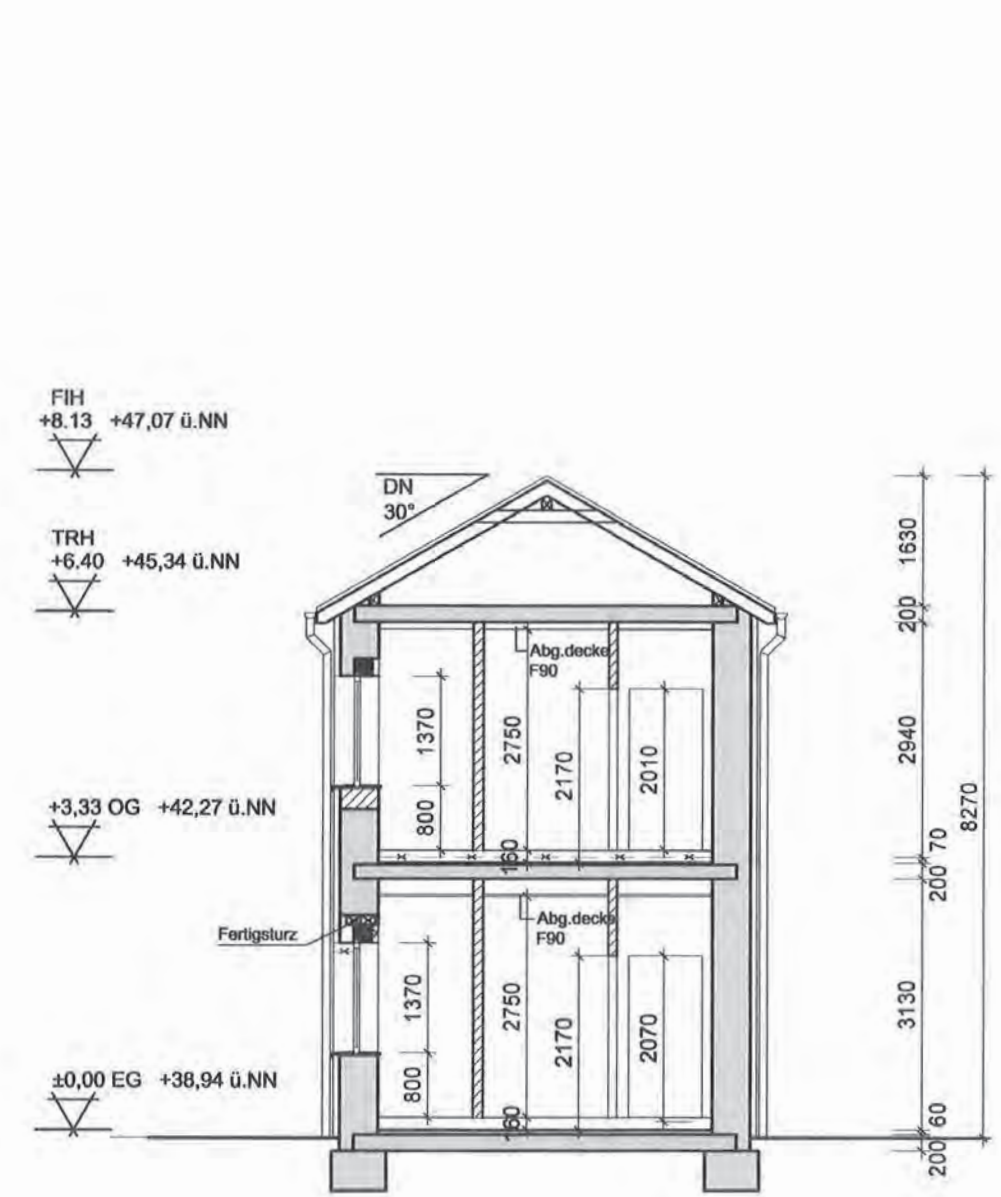 FIH
+8.13 +47,07 ü.NN
DN
30°
TRH
+6.40 +45,34 ü.NN
1630
200
Abg.decke
F90
1370
2750
2170
2010
2940
8270
+3,33 OG +42,27 ü.NN
800
160
70
200
Abg.decke
F90
Fertigsturz
1370
2750
2170
2070
3130
±0,00 EG +38,94 ü.NN
800
60
60
200